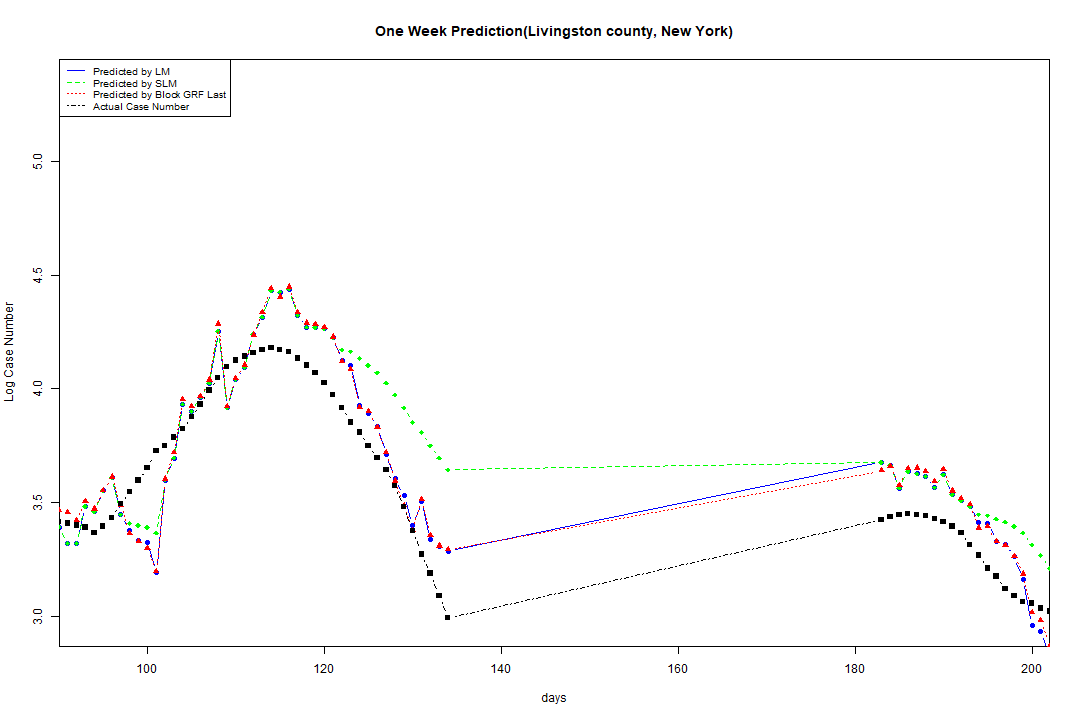 One Week Prediction(Livingston county, New York)
Predicted by LM
Predicted by SLM
Predicted by Block GRF Last
Actual Case Number
5.0
4.5
4.0
3.5
3.0
Log Case Number
100 120 140 160 180 200
days